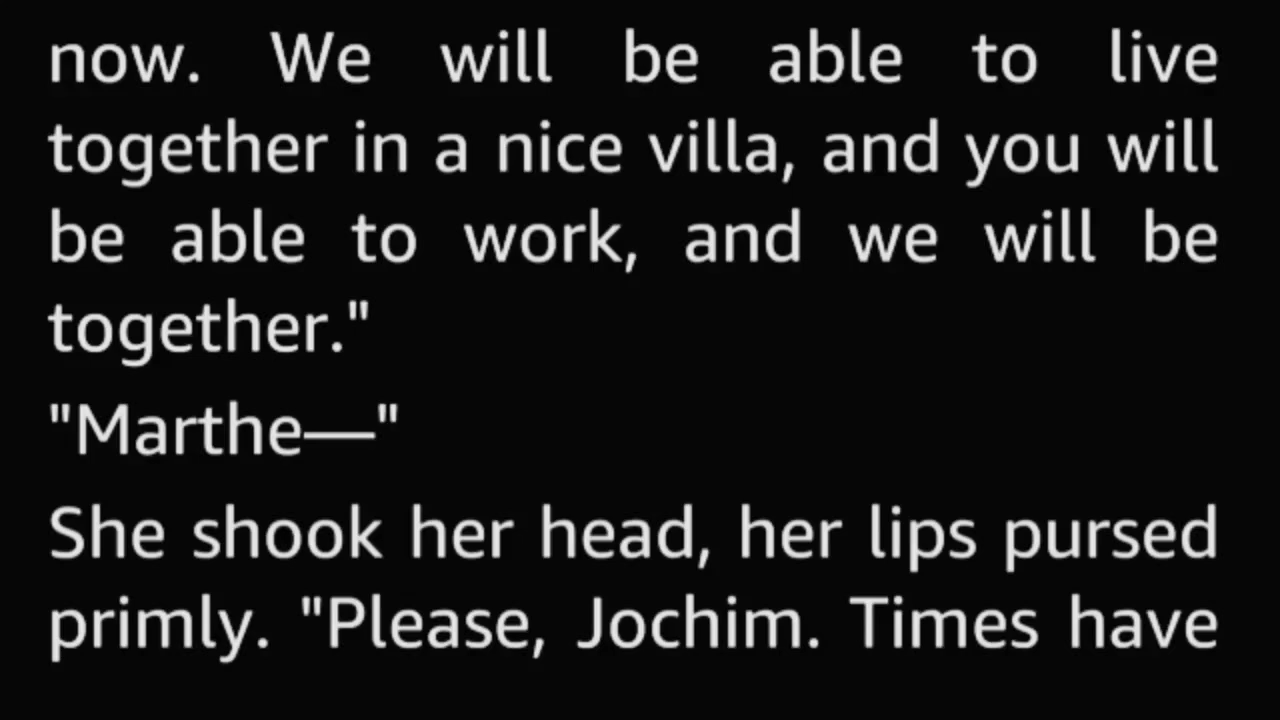 now. We will be able to live
together in a nice villa, and you will
be able to work, and we will be
together."
"Marthe—"
She shook her head, her lips pursed
primly. "Please, Jochim. Times have